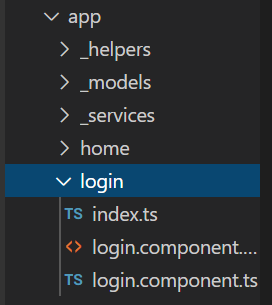 app
_helpers
_models
_services
home
login
TS index.ts
<> login.component....
TS login.component.ts